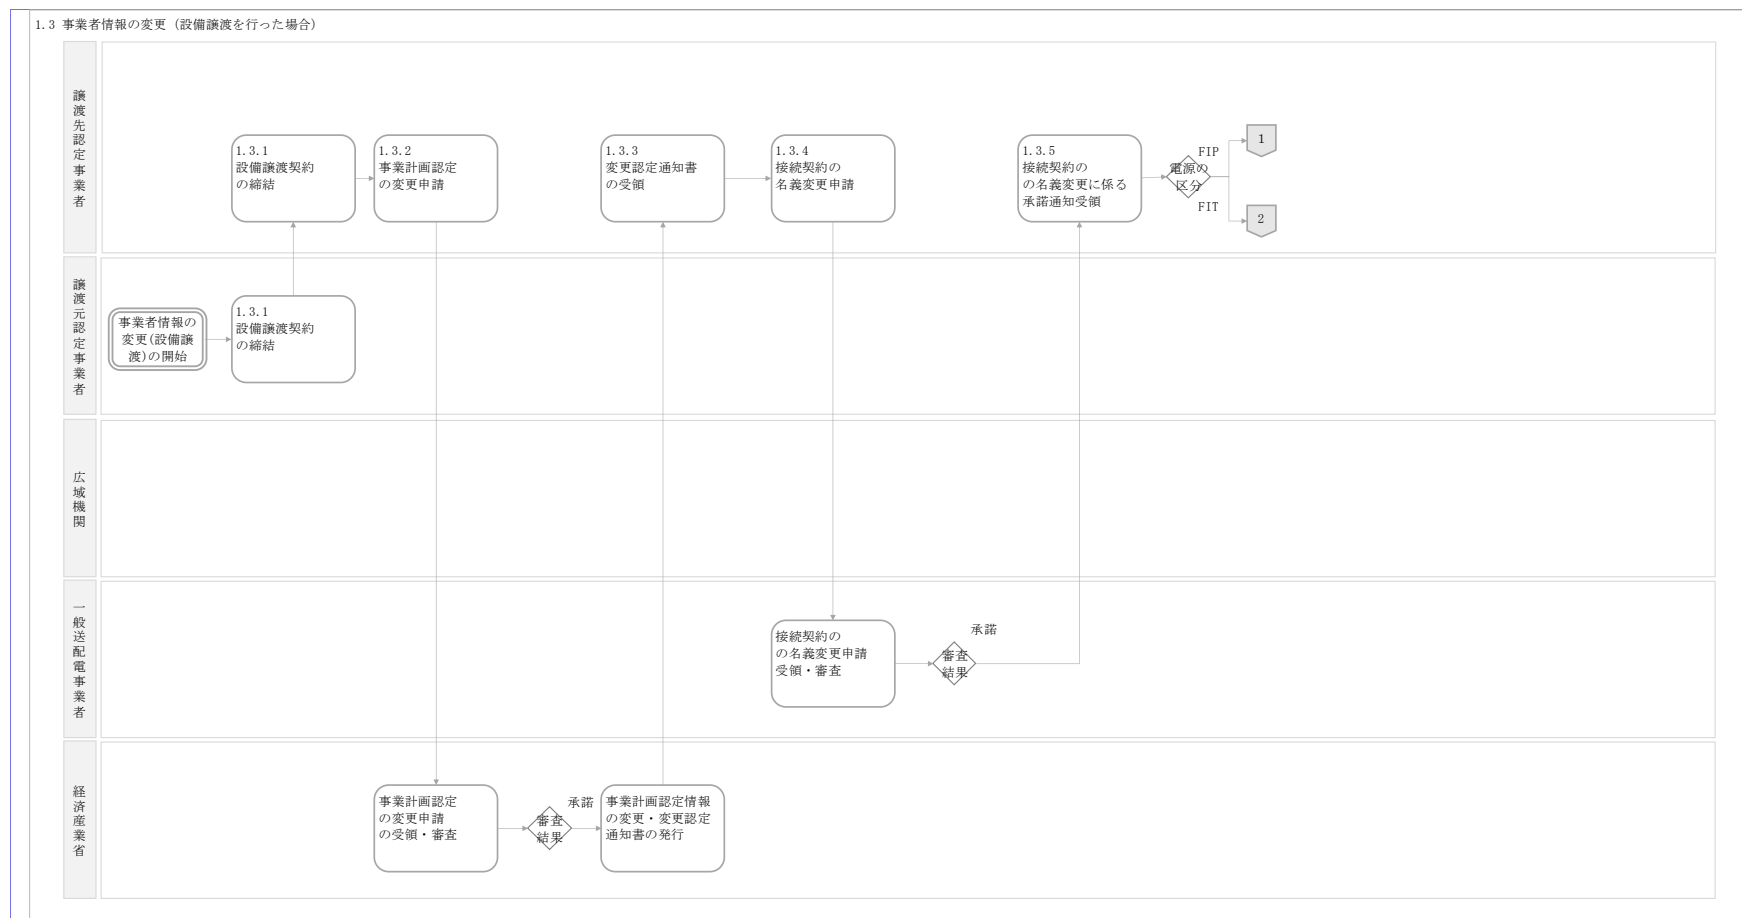 1.3 事業者情報の変更（設備譲渡を行った場合）
譲渡先認定事業者
1.3.1
設備譲渡契約
の締結
1.3.2
事業計画認定
の変更申請
1.3.3
変更認定通知書
の受領
1.3.4
接続契約の
名義変更申請
1.3.5
接続契約の
の名義変更に係る
承諾通知受領
電源の
区分
FIP
FIT
1
2
譲渡元認定事業者
事業者情報の
変更(設備譲
渡)の開始
1.3.1
設備譲渡契約
の締結
広域機関
一般送配電事業者
接続契約の
の名義変更申請
受領・審査
審査
結果
承諾
経済産業省
事業計画認定
の変更申請
の受領・審査
審査
結果
承諾
事業計画認定情報
の変更・変更認定
通知書の発行